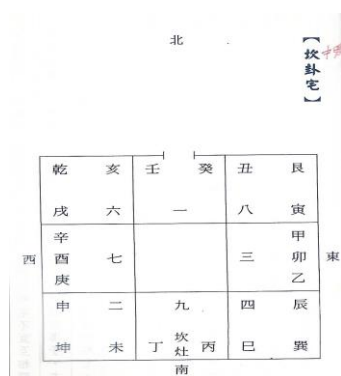 北
【坎卦宅】
乾 亥 壬 癸 丑 艮
戌 六 一 八 寅
辛 甲
西 酉 七 三 卯 東
庚 乙
申 二 九 四 辰
坤 未 丁 坎灶 丙 巳 巽
南